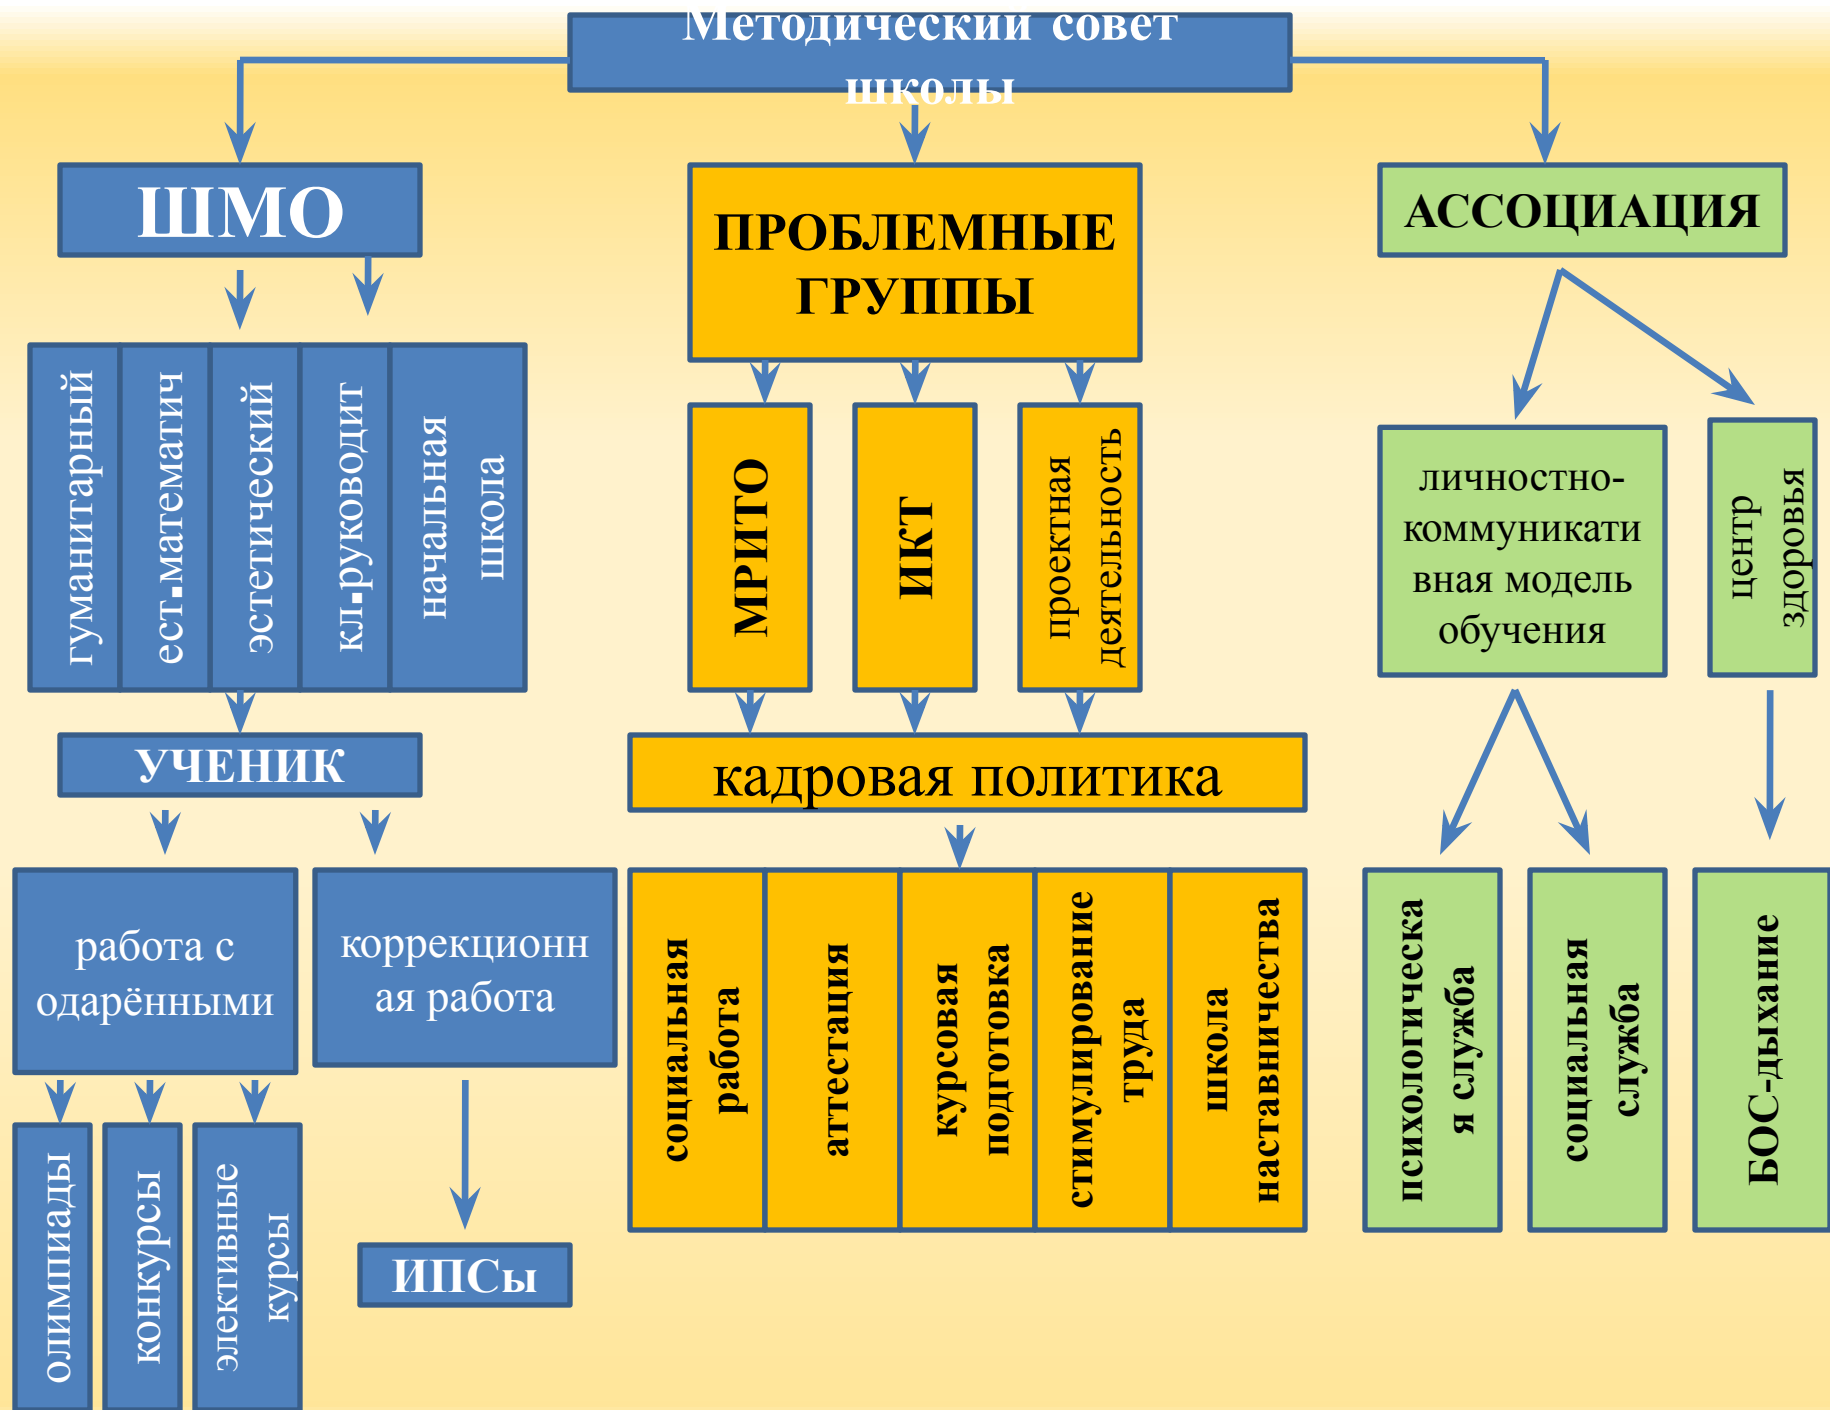 Методический совет
школы
ШМО
ПРОБЛЕМНЫЕ
ГРУППЫ
АССОЦИАЦИЯ
гуманитарный
ест.математич
эстетический
кл.руководит
начальная
школа
МРИТО
ИКТ
проектная
деятельность
личностно-
коммуникати
вная модель
обучения
центр
здоровья
УЧЕНИК
кадровая политика
работа с
одарёнными
коррекционн
ая работа
социальная
работа
аттестация
курсовая
подготовка
стимулирование
труда
школа
наставничества
психологическа
я служба
социальная
служба
БОС-дыхание
олимпиады
конкурсы
элективные
курсы
ИПСы